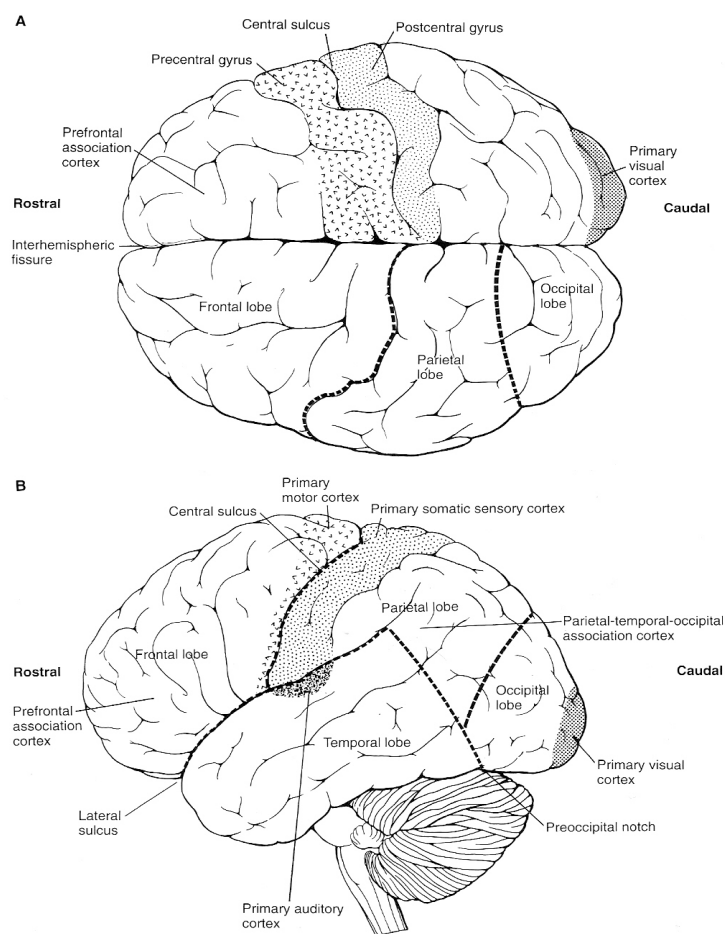 A
Central sulcus
Postcentral gyrus
Precentral gyrus
Prefrontal
association
cortex
Primary
visual
cortex
Rostral
Caudal
Interhemispheric
fissure
Frontal lobe
Occipital
lobe
Parietal
lobe
B
Primary
motor cortex
Central sulcus
Primary somatic sensory cortex
Parietal lobe
Parietal-temporal-occipital
association cortex
Frontal lobe
Rostral
Caudal
Occipital
lobe
Prefrontal
association
cortex
Temporal lobe
Primary visual
cortex
Lateral
sulcus
Preoccipital notch
Primary auditory
cortex